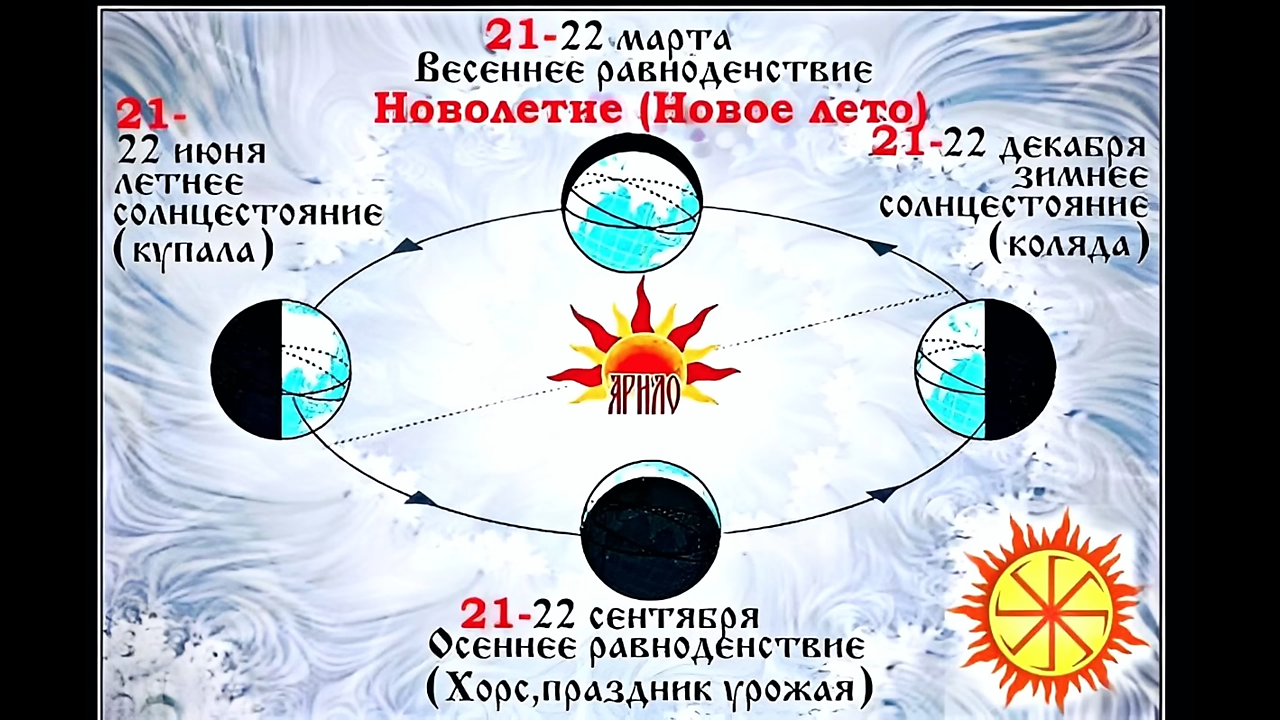 21-22 марта
Весеннее равноденствие
Новолетие (Новое лето)
21-
22 июня
летнее
солнцестояние
(купала)
21-22 декабря
зимнее
солнцестояние
(коляда)
ЯРИЛО
21-22 сентября
Осеннее равноденствие
(Хорс,праздник урожая)